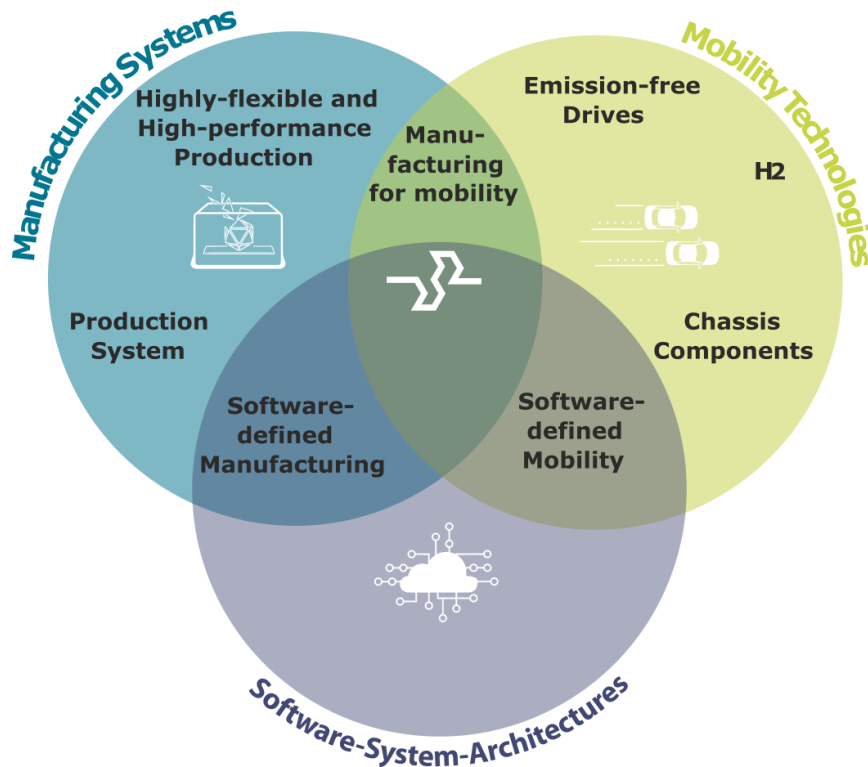 Manufacturing Systems
Mobility Technologies
Highly-flexible and
High-performance
Production
Manu-
facturing
for mobility
Emission-free
Drives
H2
Production
System
Chassis
Components
Software-
defined
Manufacturing
Software-
defined
Mobility
Software-System-Architectures